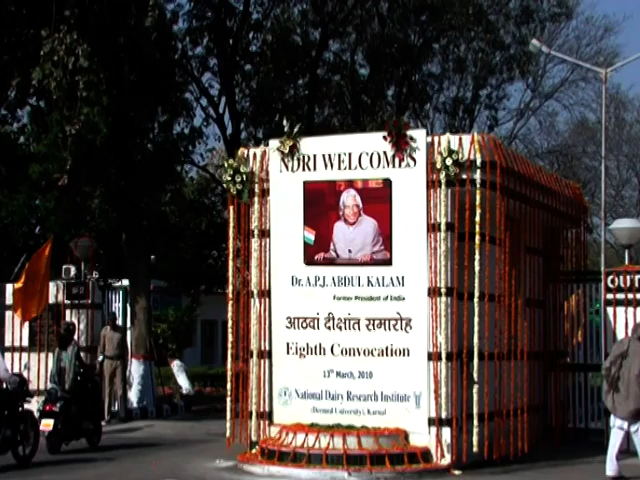 NDRI WELCOMES
Dr. A.P.J. ABDUL KALAM
Former President of India
आठवां दीक्षांत समारोह
Eighth Convocation
13th March, 2010
National Dairy Research Institute
(Deemed University), Karnal
OUT